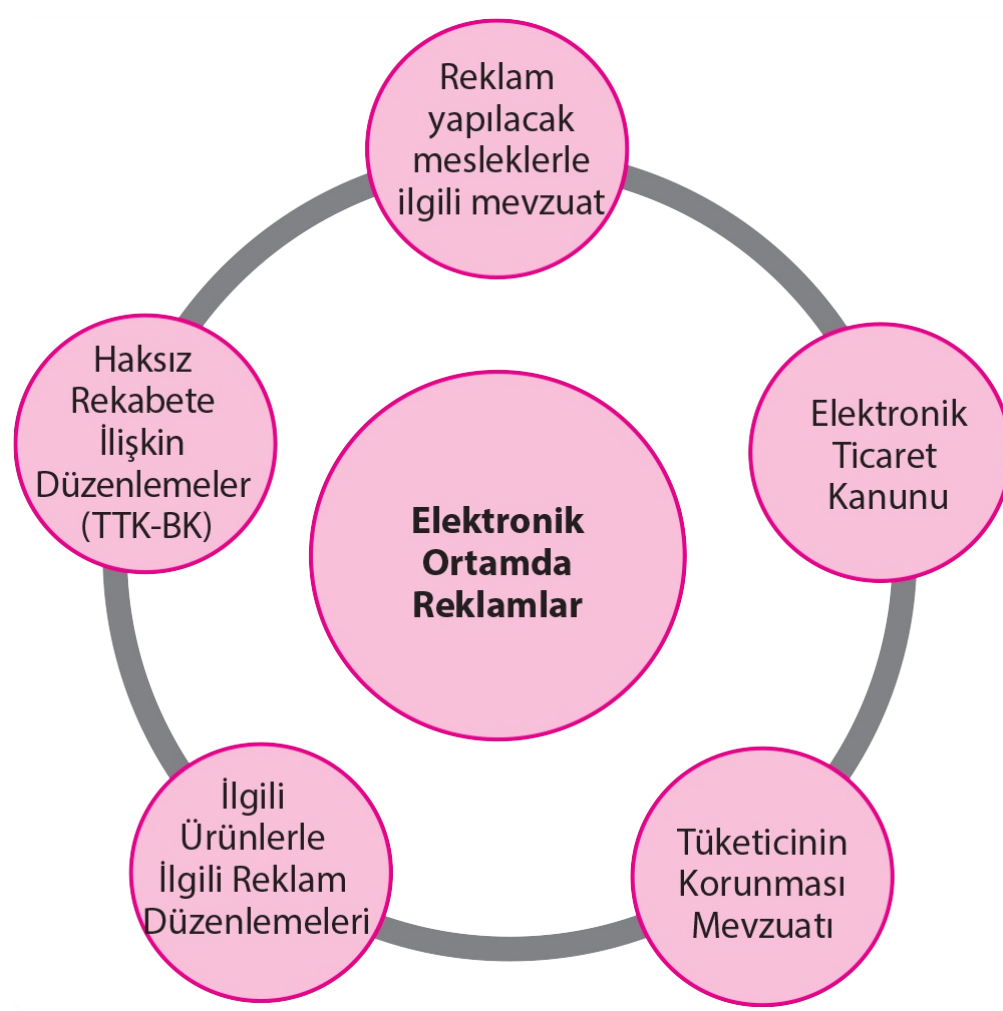 Reklam
yapılacak
mesleklerle
ilgili mevzuat
Elektronik
Ticaret
Kanunu
Tüketicinin
Korunması
Mevzuatı
İlgili
Ürünlerle
İlgili Reklam
Düzenlemeleri
Haksız
Rekabete
İlişkin
Düzenlemeler
(TTK-BK)
Elektronik
Ortamda
Reklamlar